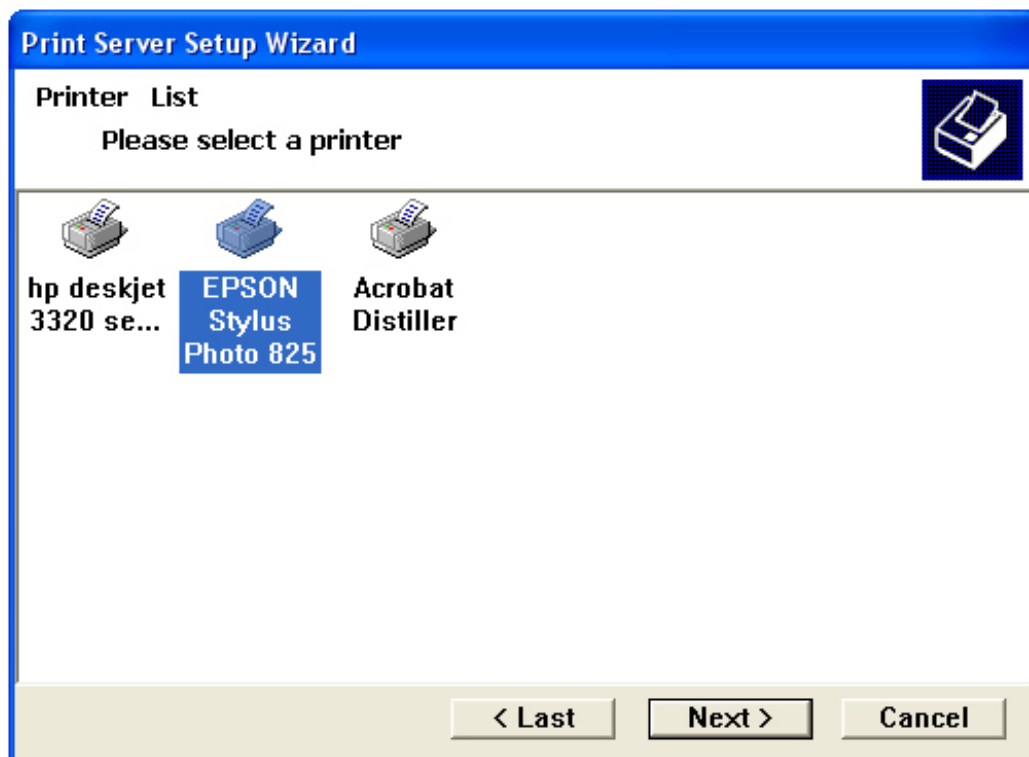 Print Server Setup Wizard
Printer List
Please select a printer
hp deskjet
3320 se...
EPSON
Stylus
Photo 825
Acrobat
Distiller
< Last
Next >
Cancel